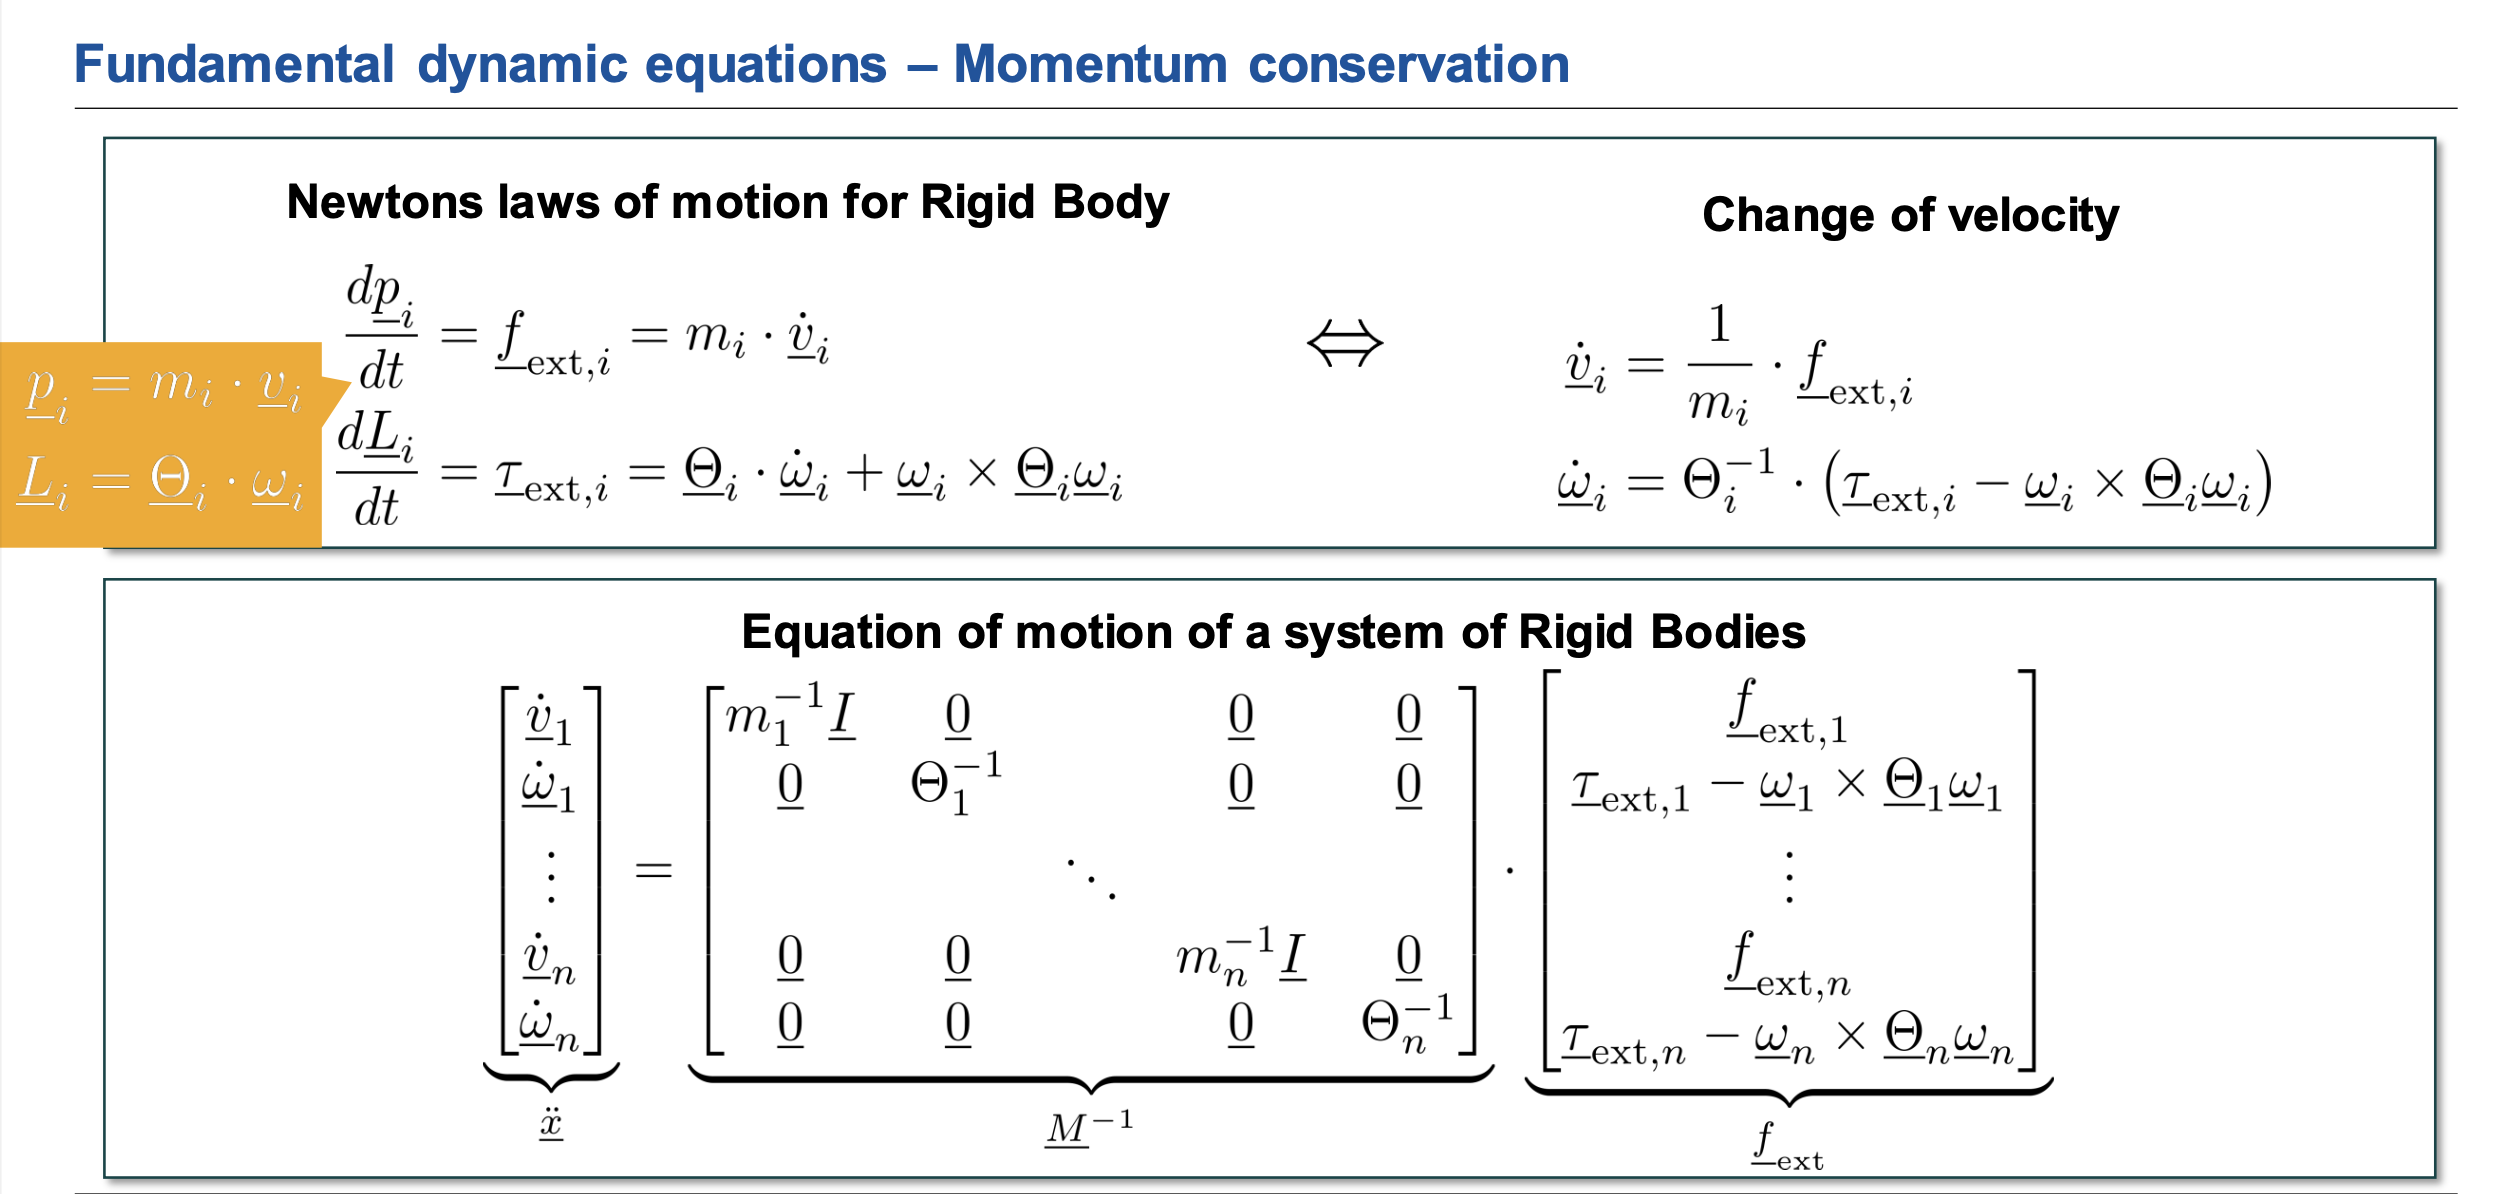 Fundamental dynamic equations – Momentum conservation
Newtons laws of motion for Rigid Body
Change of velocity
$\frac{d\underline{p}_i}{dt} = \underline{f}_{\text{ext},i} = m_i \cdot \underline{\dot{v}}_i$
$\Leftrightarrow$
$\underline{\dot{v}}_i = \frac{1}{m_i} \cdot \underline{f}_{\text{ext},i}$
$\underline{p}_i = m_i \cdot \underline{v}_i$
$\underline{L}_i = \underline{\Theta}_i \cdot \underline{\omega}_i$
$\frac{d\underline{L}_i}{dt} = \underline{\tau}_{\text{ext},i} = \underline{\Theta}_i \cdot \underline{\dot{\omega}}_i + \underline{\omega}_i \times \underline{\Theta}_i \underline{\omega}_i$
$\underline{\dot{\omega}}_i = \Theta_i^{-1} \cdot (\underline{\tau}_{\text{ext},i} - \underline{\omega}_i \times \underline{\Theta}_i \underline{\omega}_i)$
Equation of motion of a system of Rigid Bodies
$\underbrace{\begin{bmatrix} \underline{\dot{v}}_1 \\ \underline{\dot{\omega}}_1 \\ \vdots \\ \underline{\dot{v}}_n \\ \underline{\dot{\omega}}_n \end{bmatrix}}_{\underline{\ddot{x}}} = \underbrace{\begin{bmatrix} m_1^{-1}\underline{I} & \underline{0} & & \underline{0} & \underline{0} \\ \underline{0} & \Theta_1^{-1} & & \underline{0} & \underline{0} \\ & & \ddots & & \\ \underline{0} & \underline{0} & & m_n^{-1}\underline{I} & \underline{0} \\ \underline{0} & \underline{0} & & \underline{0} & \Theta_n^{-1} \end{bmatrix}}_{\underline{M}^{-1}} \cdot \underbrace{\begin{bmatrix} \underline{f}_{\text{ext},1} \\ \underline{\tau}_{\text{ext},1} - \underline{\omega}_1 \times \underline{\Theta}_1 \underline{\omega}_1 \\ \vdots \\ \underline{f}_{\text{ext},n} \\ \underline{\tau}_{\text{ext},n} - \underline{\omega}_n \times \underline{\Theta}_n \underline{\omega}_n \end{bmatrix}}_{\underline{f}_{\text{ext}}}$